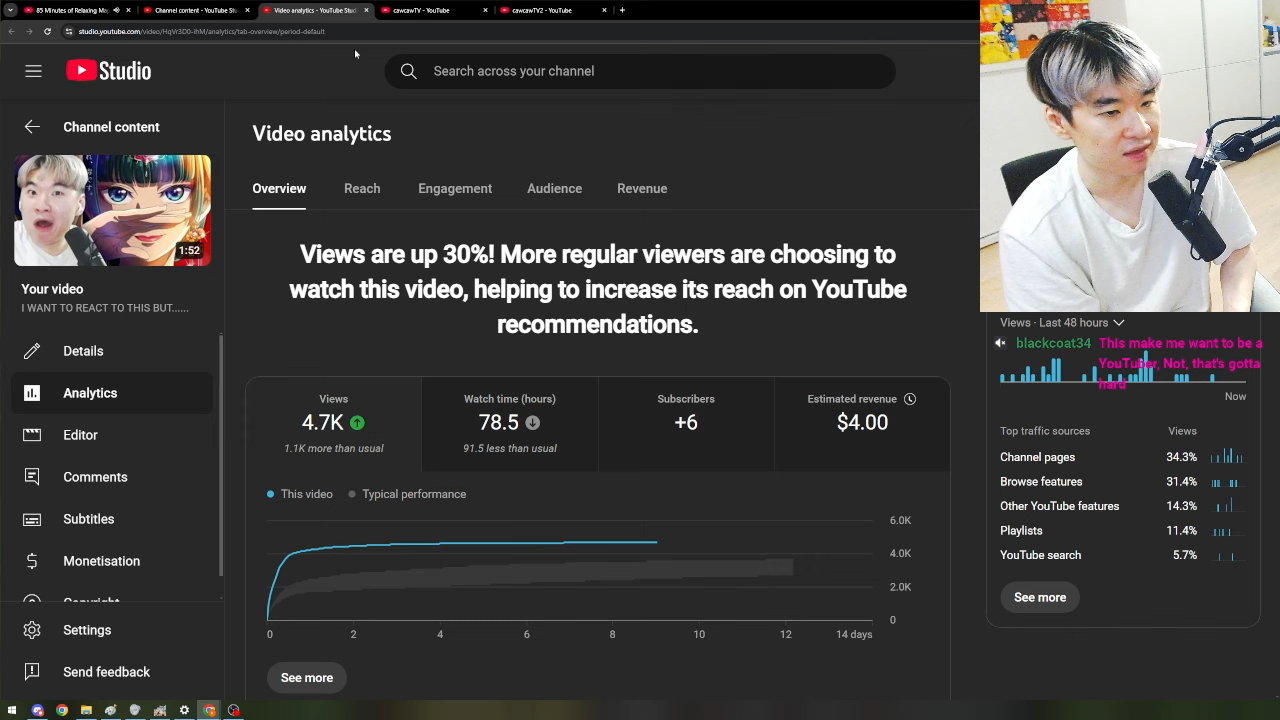 85 Minutes of Relaxing Mag
Channel content - YouTube Stu
Video analytics - YouTube Stud
cawcawTV - YouTube
cawcawTV2 - YouTube
studio.youtube.com/video/HqVr3D0-ihM/analytics/tab-overview/period-default
Studio
Search across your channel
Channel content
1:52
Your video
I WANT TO REACT TO THIS BUT......
Details
Analytics
Editor
Comments
Subtitles
Monetisation
Copyright
Settings
Send feedback
Video analytics
Overview Reach Engagement Audience Revenue
Views are up 30%! More regular viewers are choosing to
watch this video, helping to increase its reach on YouTube
recommendations.
Views
4.7K
1.1K more than usual
Watch time (hours)
78.5
91.5 less than usual
Subscribers
+6
Estimated revenue
$4.00
This video Typical performance
6.0K
4.0K
2.0K
0
0 2 4 6 8 10 12 14 days
See more
Views · Last 48 hours
blackcoat34 This make me want to be a
YouTuber, Not, that's gotta
hard
Now
Top traffic sources Views
Channel pages 34.3%
Browse features 31.4%
Other YouTube features 14.3%
Playlists 11.4%
YouTube search 5.7%
See more